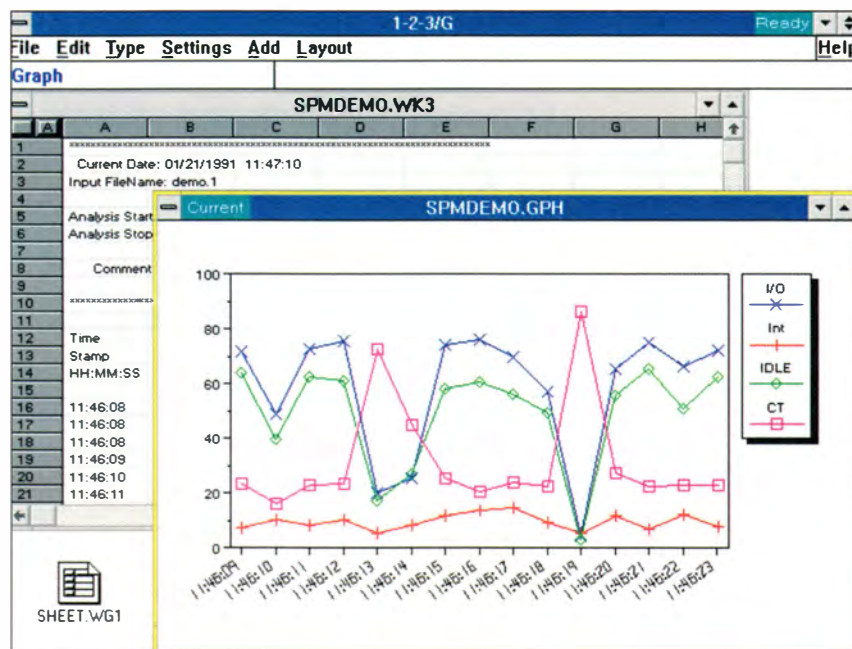 1-2-3/G Ready
File Edit Type Settings Add Layout Help
Graph
SPMDEMO.WK3
A A B C D E F G H
1
2 Current Date: 01/21/1991 11:47:10
3 Input FileName: demo.1
4
5 Analysis Start
6 Analysis Stop
7
8 Comment
9
10
11
12 Time
13 Stamp
14 HH:MM:SS
15
16 11:46:08
17 11:46:08
18 11:46:08
19 11:46:09
20 11:46:10
21 11:46:11
SHEET.WG1
Current SPMDEMO.GPH
100
80
60
40
20
0
11:46:09 11:46:10 11:46:11 11:46:12 11:46:13 11:46:14 11:46:15 11:46:16 11:46:17 11:46:18 11:46:19 11:46:20 11:46:21 11:46:22 11:46:23
I/O
Int
IDLE
CT